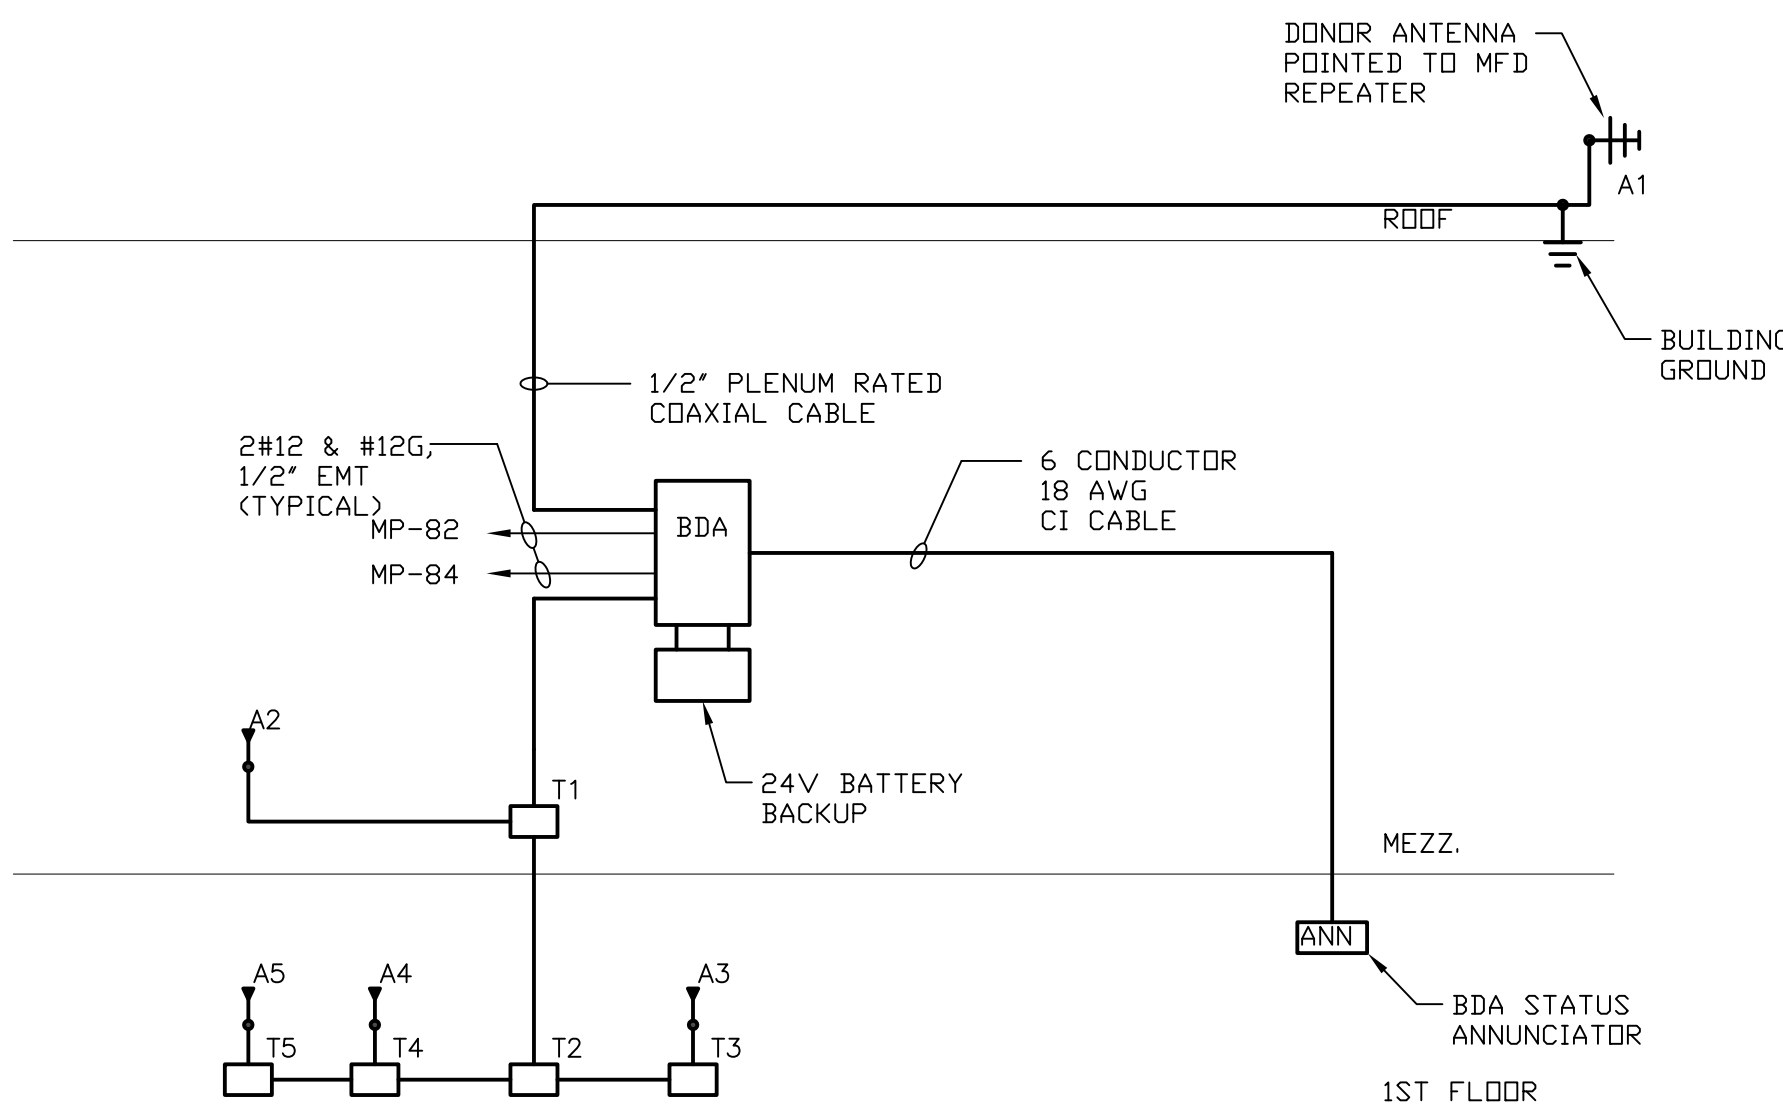 DONOR ANTENNA
POINTED TO MFD
REPEATER
A1
ROOF
BUILDING
GROUND
1/2" PLENUM RATED
COAXIAL CABLE
2#12 & #12G,
1/2" EMT
(TYPICAL)
MP-82
MP-84
BDA
6 CONDUCTOR
18 AWG
CI CABLE
A2
T1
24V BATTERY
BACKUP
MEZZ.
ANN
BDA STATUS
ANNUNCIATOR
A5
A4
A3
T5
T4
T2
T3
1ST FLOOR